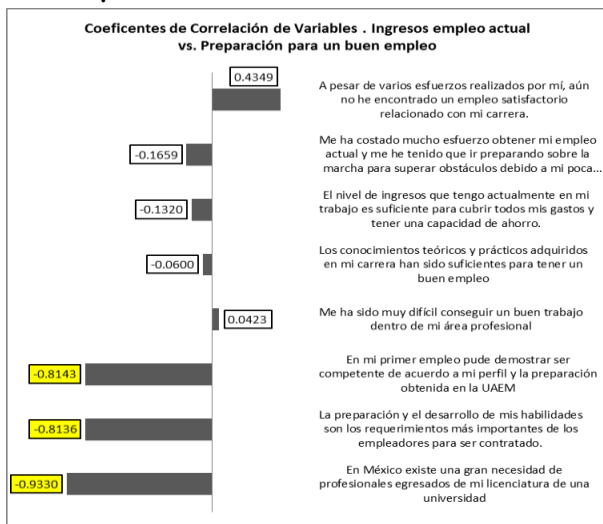 Coeficentes de Correlación de Variables . Ingresos empleo actual
vs. Preparación para un buen empleo
0.4349
A pesar de varios esfuerzos realizados por mí, aún
no he encontrado un empleo satisfactorio
relacionado con mi carrera.
-0.1659
Me ha costado mucho esfuerzo obtener mi empleo
actual y me he tenido que ir preparando sobre la
marcha para superar obstáculos debido a mi poca...
-0.1320
El nivel de ingresos que tengo actualmente en mi
trabajo es suficiente para cubrir todos mis gastos y
tener una capacidad de ahorro.
-0.0600
Los conocimientos teóricos y prácticos adquiridos
en mi carrera han sido suficientes para tener un
buen empleo
0.0423
Me ha sido muy difícil conseguir un buen trabajo
dentro de mi área profesional
-0.8143
En mi primer empleo pude demostrar ser
competente de acuerdo a mi perfil y la preparación
obtenida en la UAEM
-0.8136
La preparación y el desarrollo de mis habilidades
son los requerimientos más importantes de los
empleadores para ser contratado.
-0.9330
En México existe una gran necesidad de
profesionales egresados de mi licenciatura de una
universidad